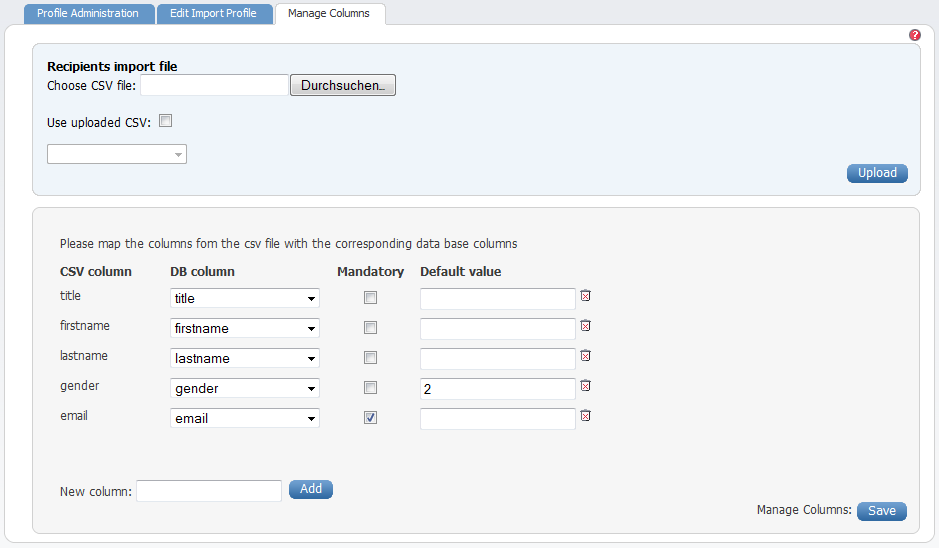 Profile Administration Edit Import Profile Manage Columns
?
Recipients import file
Choose CSV file: Durchsuchen...
Use uploaded CSV:
Upload
Please map the columns fom the csv file with the corresponding data base columns
CSV column DB column Mandatory Default value
title title
firstname firstname
lastname lastname
gender gender 2
email email
New column: Add
Manage Columns: Save